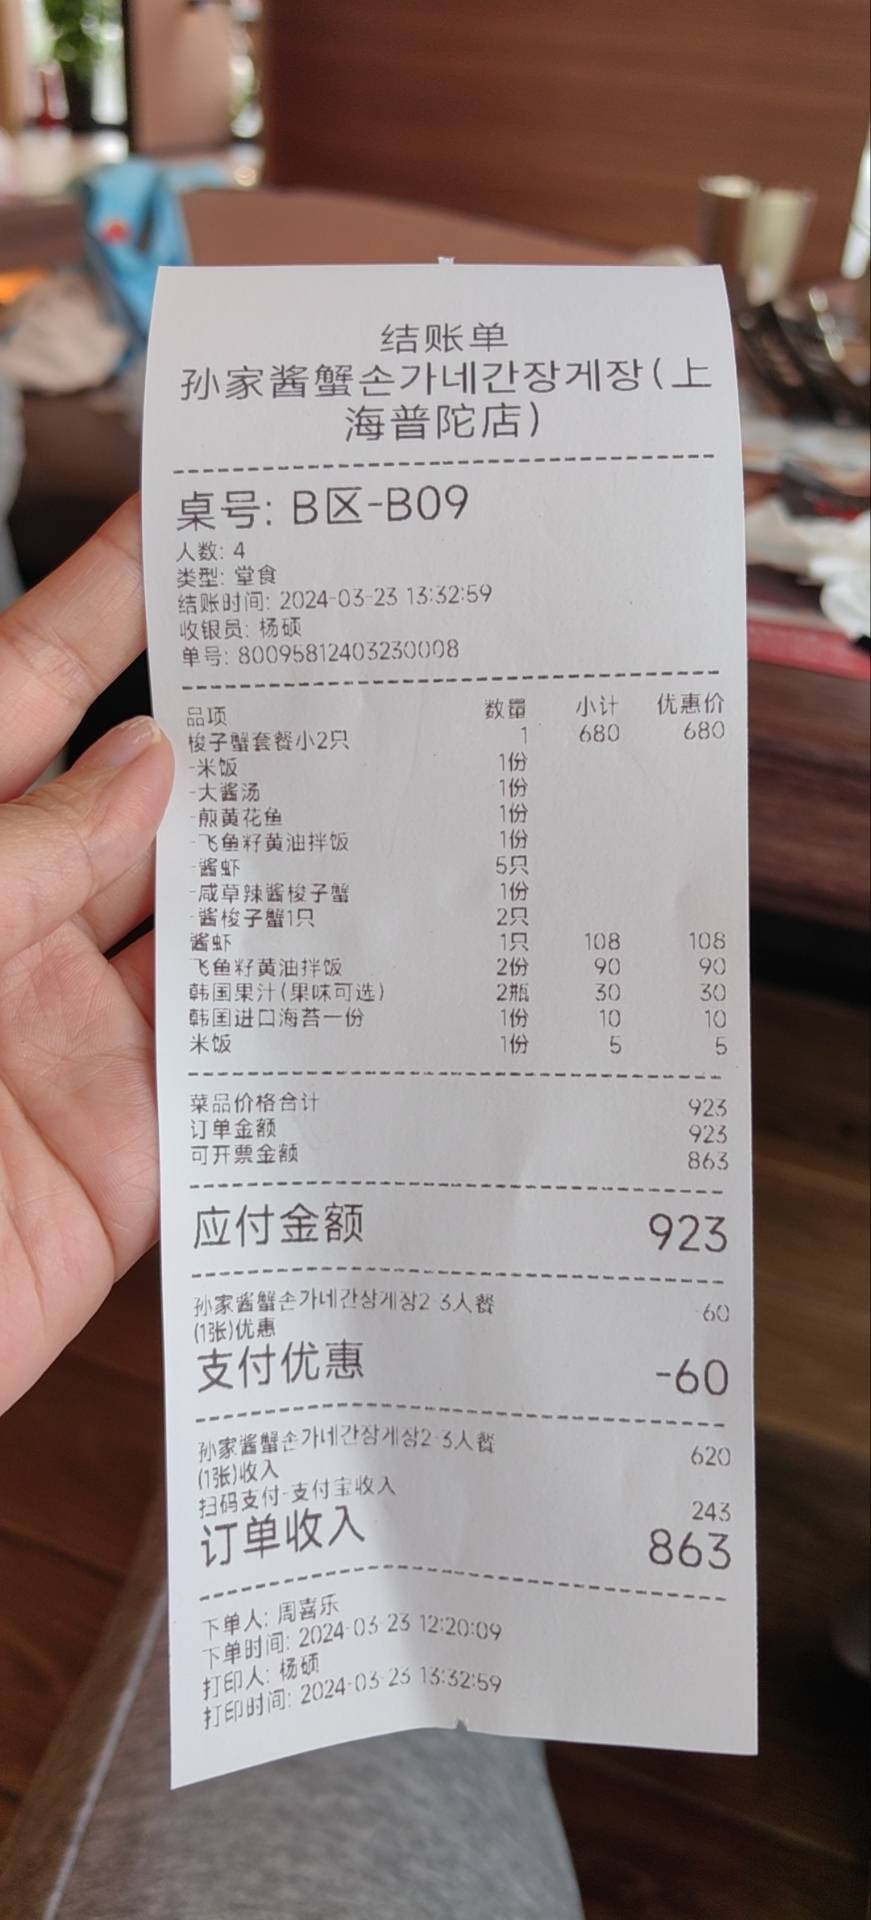 结账单
孙家酱蟹손가네간장게장(上
海普陀店)
桌号: B区-B09
人数: 4
类型: 堂食
结账时间: 2024-03-23 13:32:59
收银员: 杨硕
单号: 80095812403230008
品项 数量 小计 优惠价
梭子蟹套餐小2只 1 680 680
-米饭 1份
-大酱汤 1份
-煎黄花鱼 1份
-飞鱼籽黄油拌饭 1份
-酱虾 5只
-咸草辣酱梭子蟹 1份
-酱梭子蟹1只 2只
酱虾 1只 108 108
飞鱼籽黄油拌饭 2份 90 90
韩国果汁(果味可选) 2瓶 30 30
韩国进口海苔一份 1份 10 10
米饭 1份 5 5
菜品价格合计 923
订单金额 923
可开票金额 863
应付金额 923
孙家酱蟹손가네간장게장2-3人餐 -60
(1张)优惠
支付优惠 -60
孙家酱蟹손가네간장게장2-3人餐 620
(1张)收入
扫码支付-支付宝收入 243
订单收入 863
下单人: 周喜乐
下单时间: 2024-03-23 12:20:09
打印人: 杨硕
打印时间: 2024-03-23 13:32:59